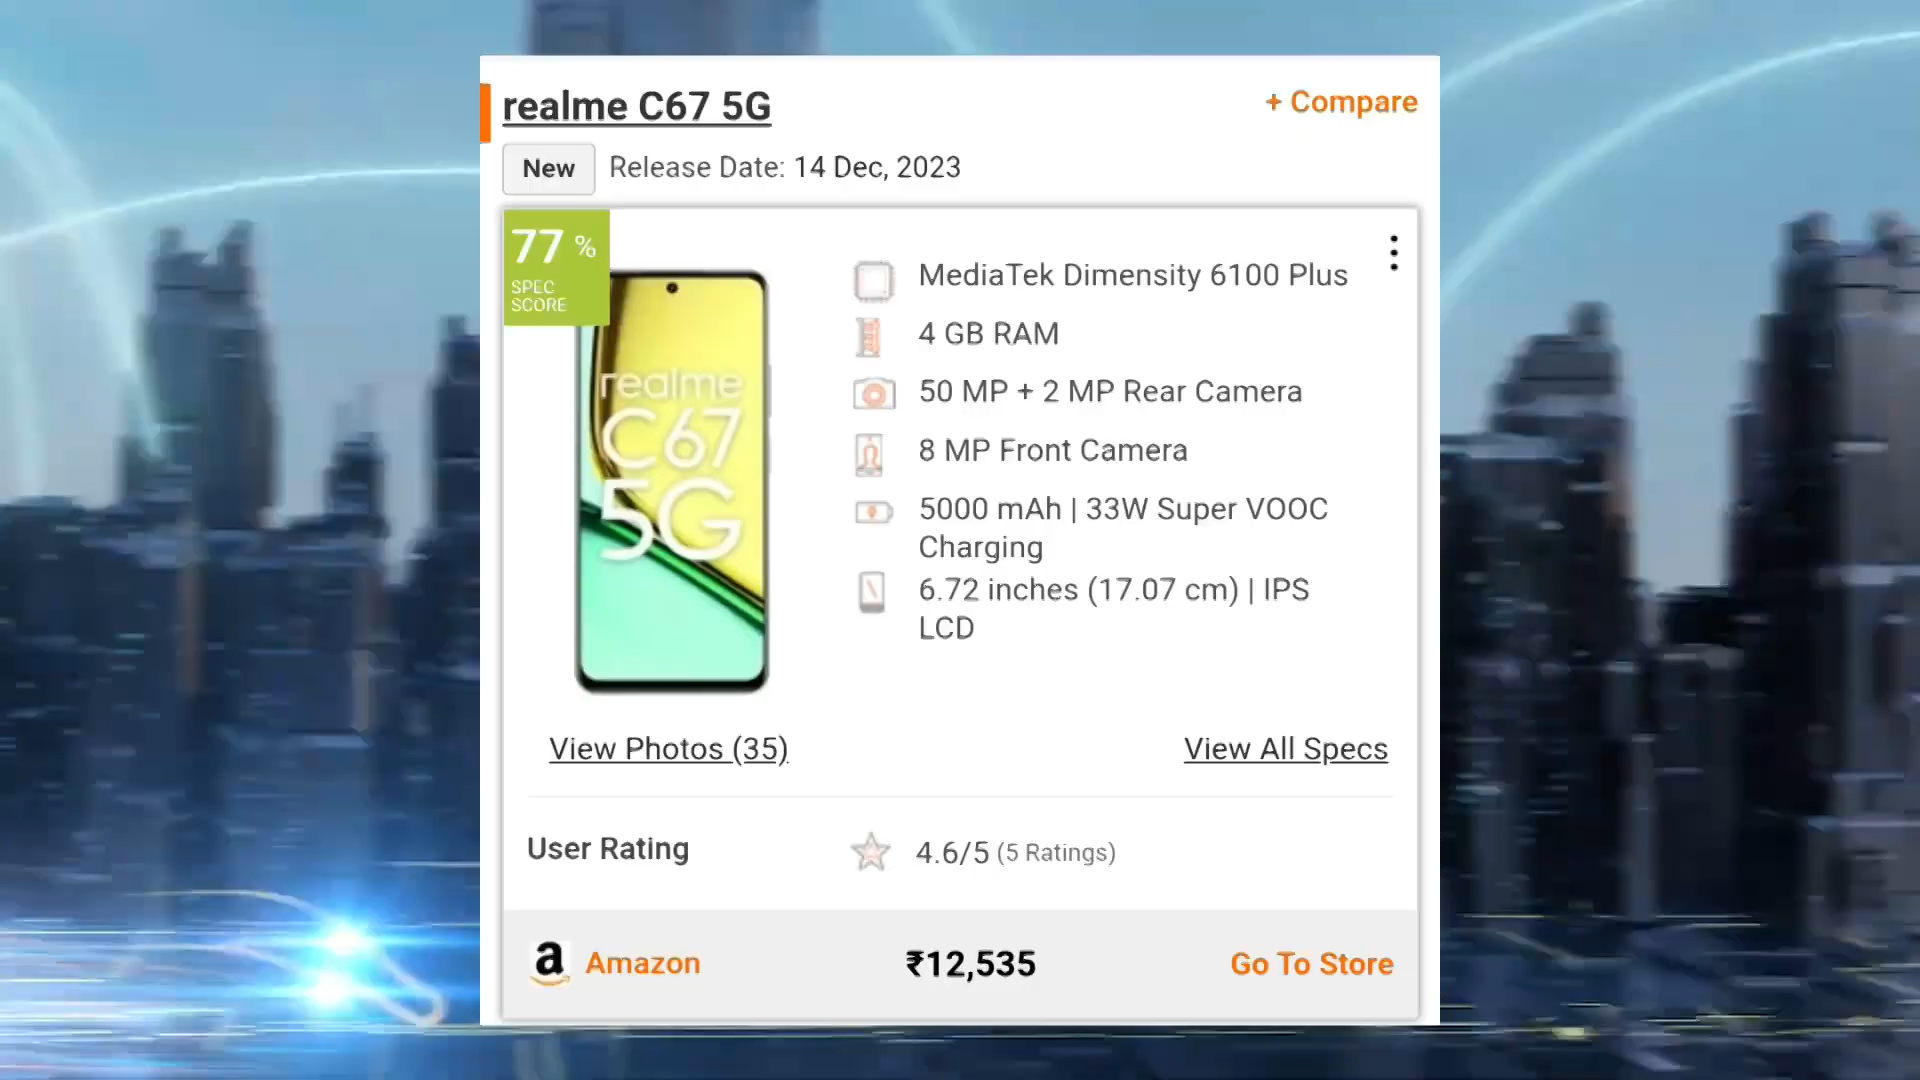 realme C67 5G
+ Compare
New
Release Date: 14 Dec, 2023
77 %
SPEC
SCORE
realme
C67
5G
MediaTek Dimensity 6100 Plus
4 GB RAM
50 MP + 2 MP Rear Camera
8 MP Front Camera
5000 mAh | 33W Super VOOC
Charging
6.72 inches (17.07 cm) | IPS
LCD
View Photos (35)
View All Specs
User Rating
4.6/5 (5 Ratings)
a Amazon
₹12,535
Go To Store